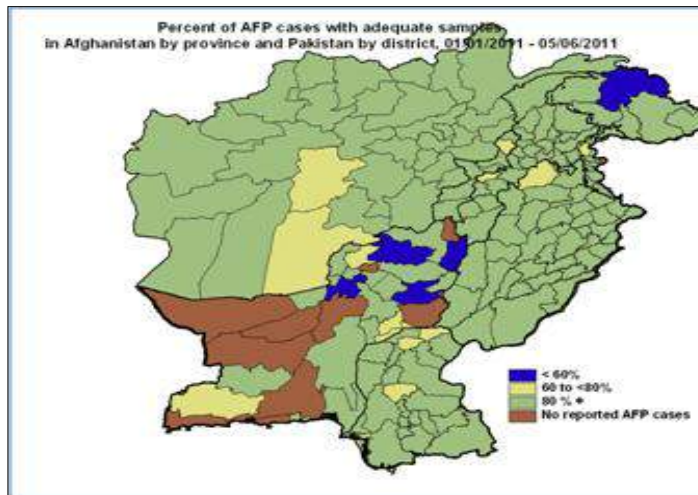 Percent of AFP cases with adequate samples
in Afghanistan by province and Pakistan by district, 01/01/2011 - 05/06/2011
< 60%
60 to <80%
80 % +
No reported AFP cases